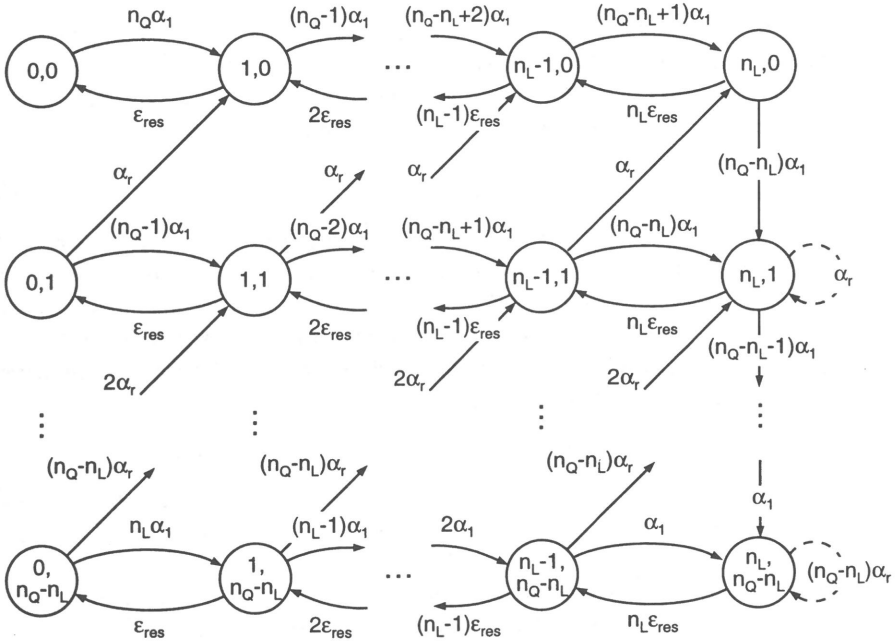 n_Qα_1 (n_Q-1)α_1 (n_Q-n_L+2)α_1 (n_Q-n_L+1)α_1
0,0 1,0 ... n_L-1,0 n_L,0
ε_res 2ε_res (n_L-1)ε_res n_Lε_res
α_r α_r α_r α_r (n_Q-n_L)α_1
(n_Q-1)α_1 (n_Q-2)α_1 (n_Q-n_L+1)α_1 (n_Q-n_L)α_1
0,1 1,1 ... n_L-1,1 n_L,1 α_r
ε_res 2ε_res (n_L-1)ε_res n_Lε_res (n_Q-n_L-1)α_1
2α_r 2α_r 2α_r
⋮ ⋮ ⋮ ⋮
(n_Q-n_L)α_r (n_Q-n_L)α_r (n_Q-n_L)α_r α_1
n_Lα_1 (n_L-1)α_1 2α_1 α_1
0, 1, n_L-1, n_L,
n_Q-n_L n_Q-n_L ... n_Q-n_L n_Q-n_L (n_Q-n_L)α_r
ε_res 2ε_res (n_L-1)ε_res n_Lε_res